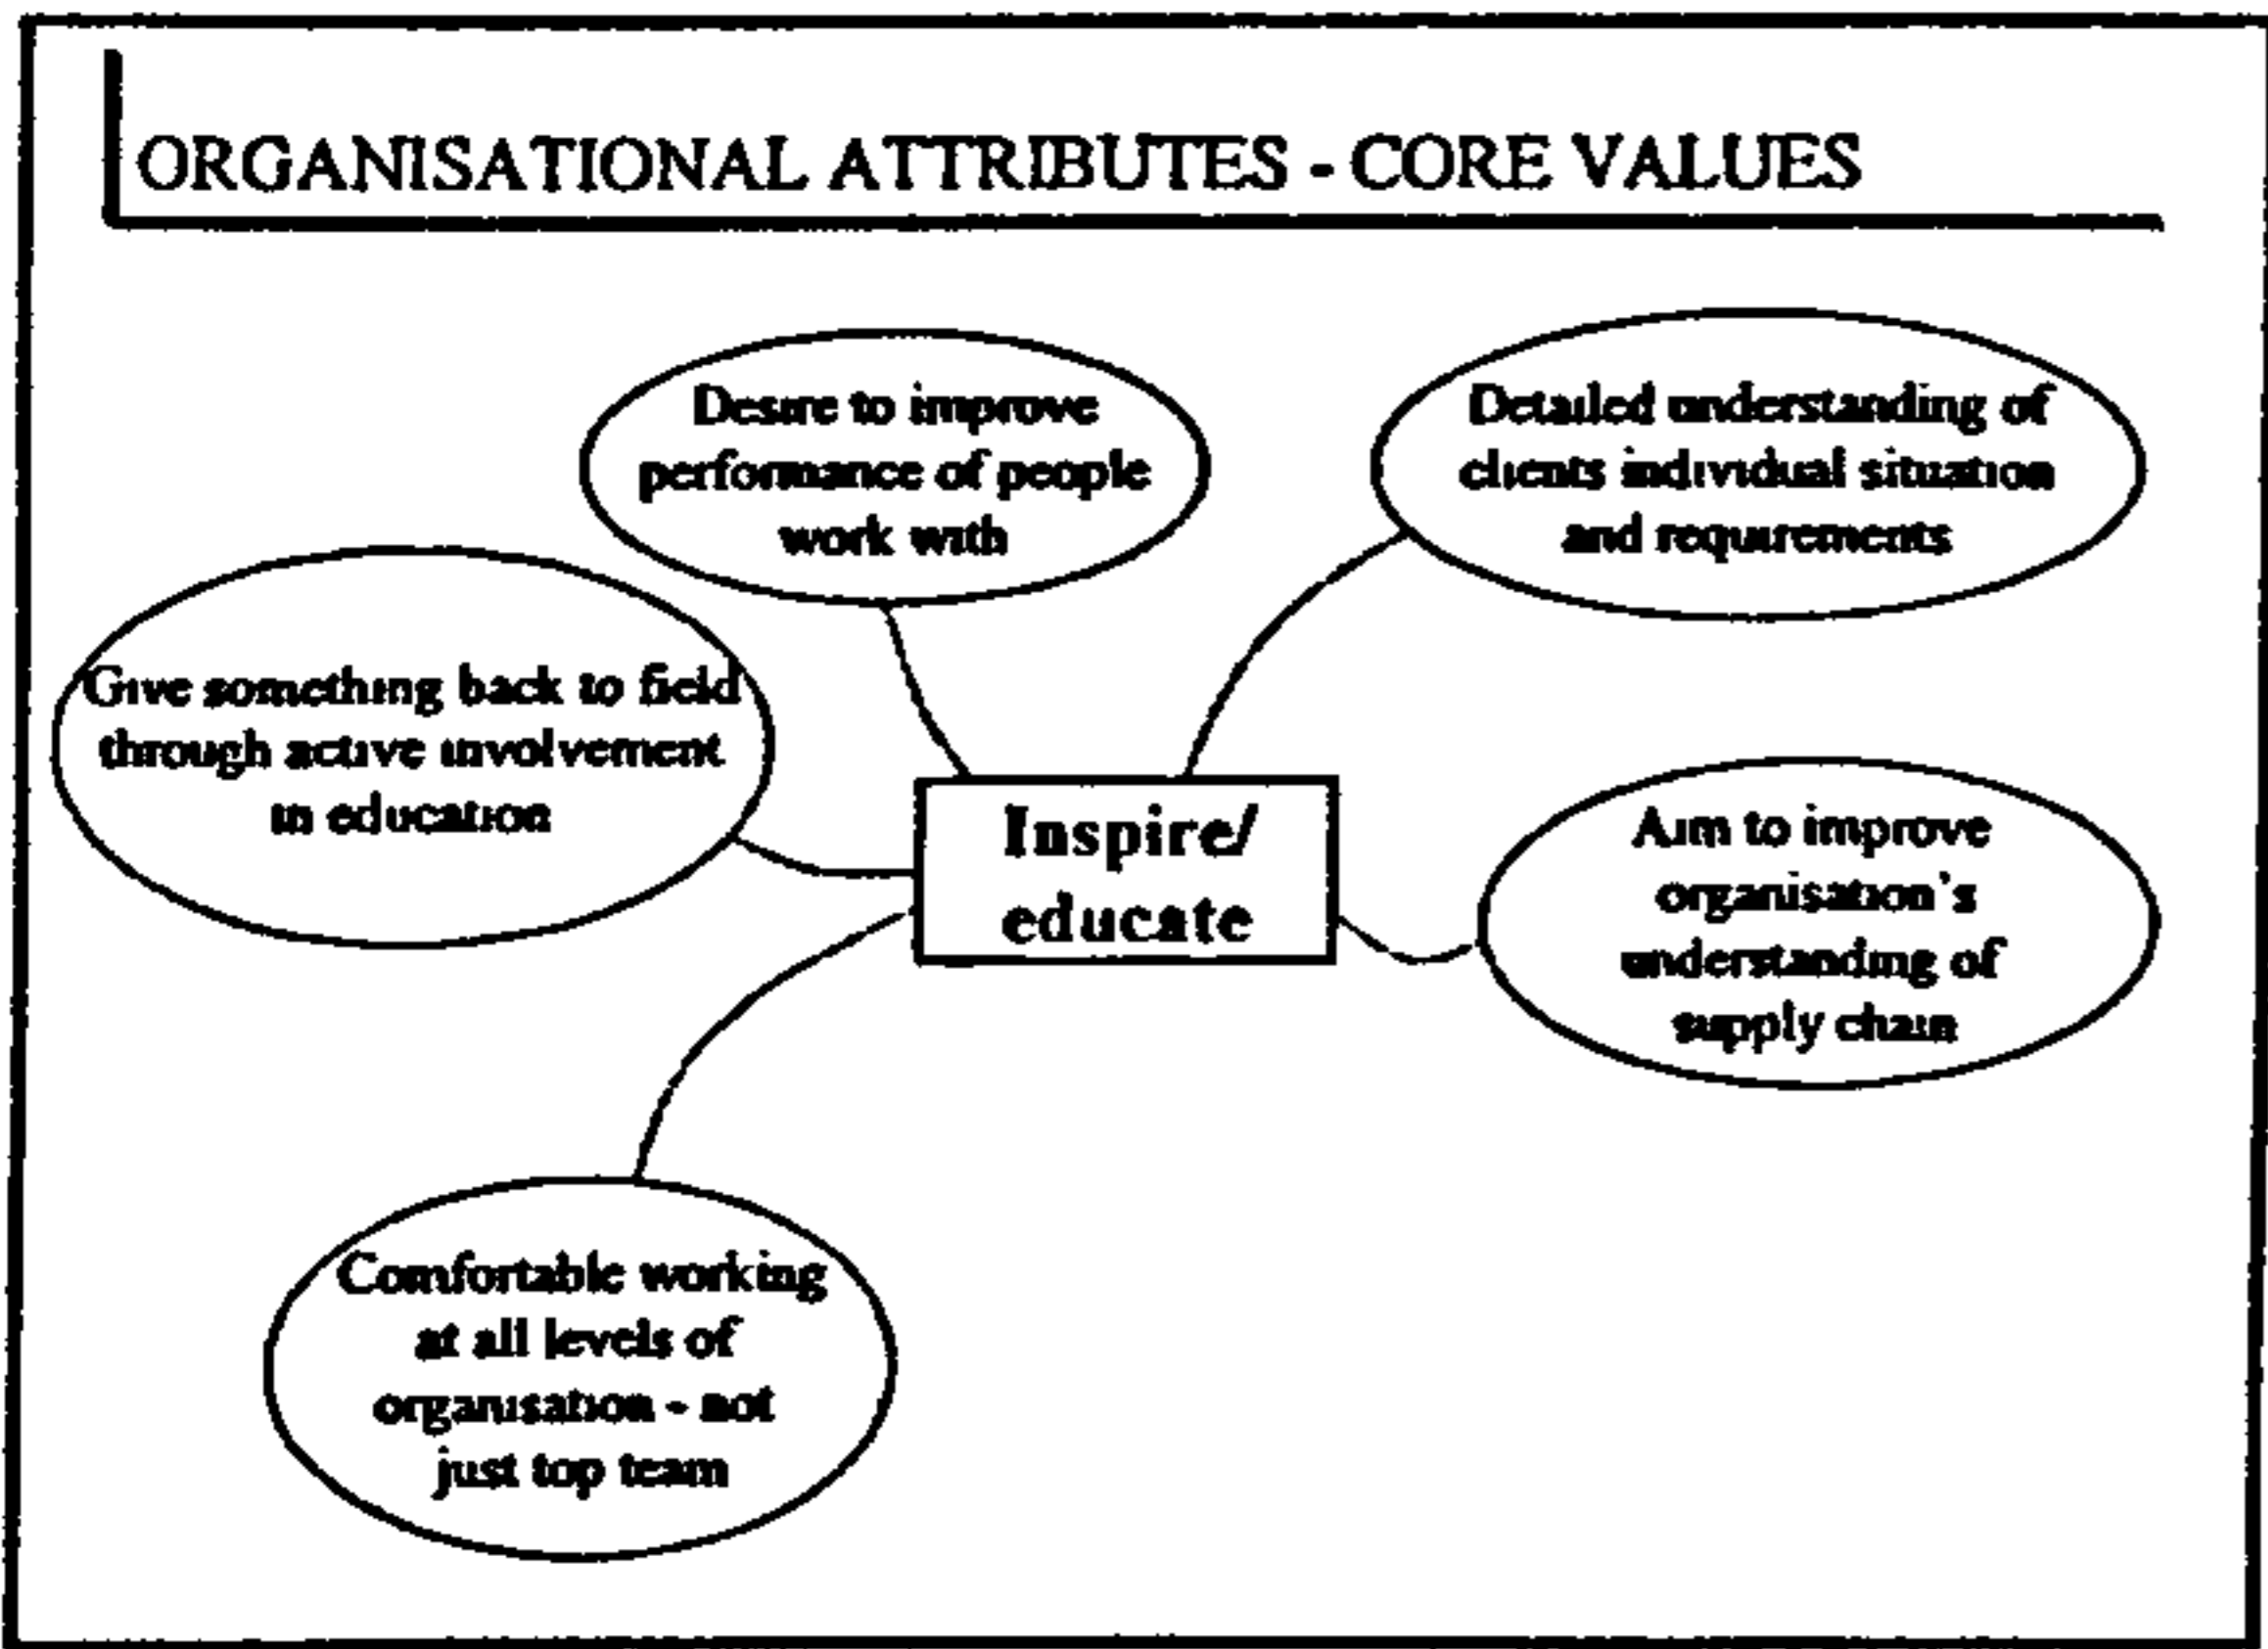 ORGANISATIONAL ATTRIBUTES - CORE VALUES
Desire to improve
performance of people
work with
Detailed understanding of
clients individual situation
and requirements
Give something back to field
through active involvement
in education
Inspire/
educate
Aim to improve
organisation's
understanding of
supply chain
Comfortable working
at all levels of
organisation - not
just top team